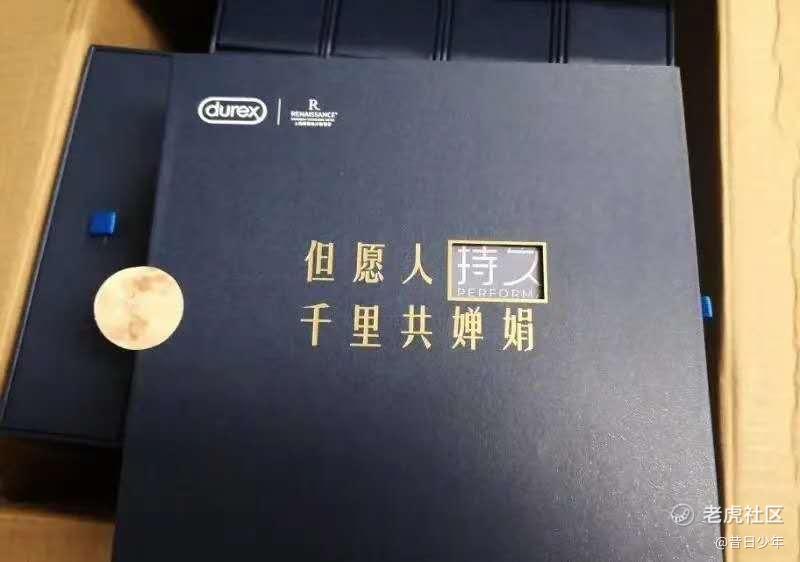 durex
R
RENAISSANCE
但愿人持久
PERFORM
千里共婵娟
老虎社区
@昔日少年